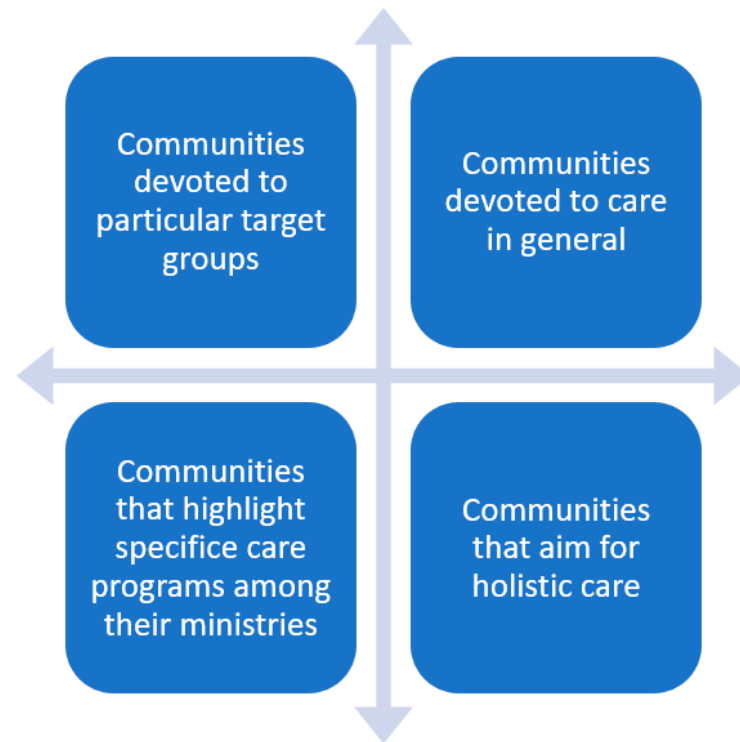 Communities
devoted to
particular target
groups
Communities
devoted to care
in general
Communities
that highlight
specifice care
programs among
their ministries
Communities
that aim for
holistic care